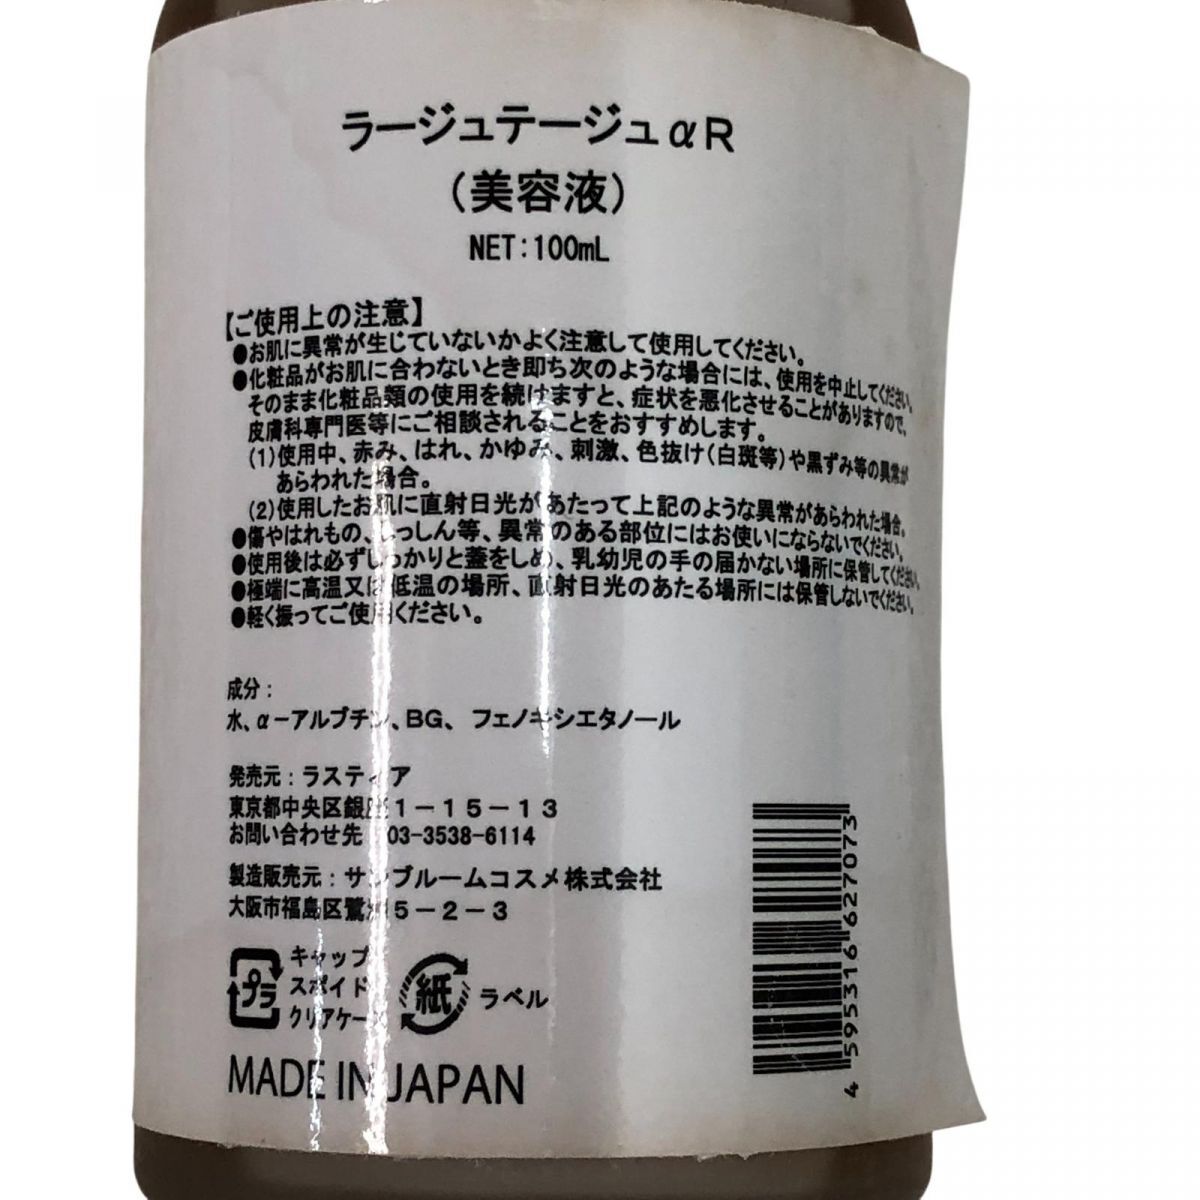 ラージュテージュαR
（美容液）
NET：100mL
【ご使用上の注意】
●お肌に異常が生じていないかよく注意して使用してください。
●化粧品がお肌に合わないとき即ち次のような場合には、使用を中止してください。
そのまま化粧品類の使用を続けますと、症状を悪化させることがありますので、
皮膚科専門医等にご相談されることをおすすめします。
(1)使用中、赤み、はれ、かゆみ、刺激、色抜け(白斑等)や黒ずみ等の異常が
あらわれた場合。
(2)使用したお肌に直射日光があたって上記のような異常があらわれた場合。
●傷やはれもの、しっしん等、異常のある部位にはお使いにならないでください。
●使用後は必ずしっかりと蓋をしめ、乳幼児の手の届かない場所に保管してください。
●極端に高温又は低温の場所、直射日光のあたる場所には保管しないでください。
●軽く振ってご使用ください。
成分：
水、α－アルブチン、BG、フェノキシエタノール
発売元：ラスティア
東京都中央区銀座1－15－13
お問い合わせ先 03-3538-6114
製造販売元：サンブルームコスメ株式会社
大阪市福島区鷺洲5－2－3
プラ
キャップ
スポイド
クリアケース
紙
ラベル
MADE IN JAPAN
4595316627073